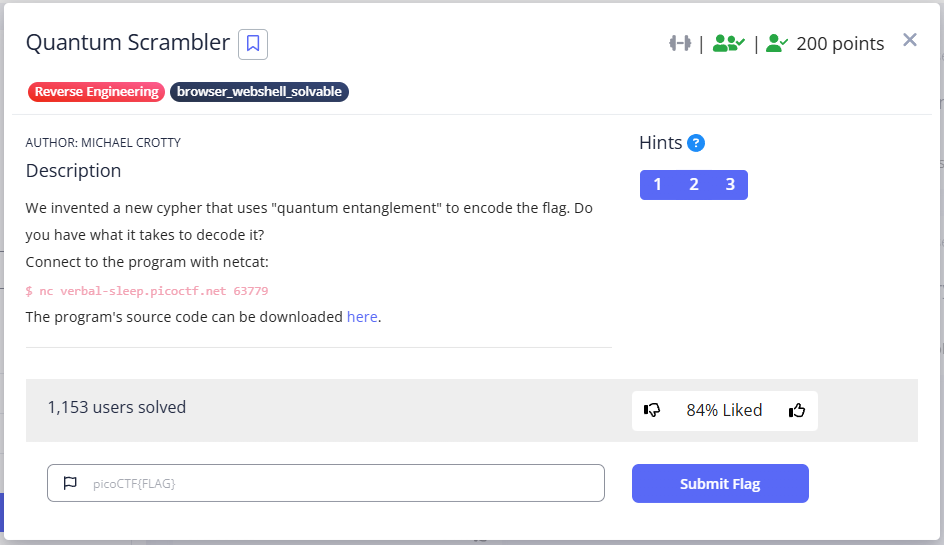 Quantum Scrambler
| | 200 points
Reverse Engineering browser_webshell_solvable
AUTHOR: MICHAEL CROTTY
Description
We invented a new cypher that uses "quantum entanglement" to encode the flag. Do
you have what it takes to decode it?
Connect to the program with netcat:
$ nc verbal-sleep.picoctf.net 63779
The program's source code can be downloaded here.
Hints ?
1 2 3
1,153 users solved
84% Liked
picoCTF{FLAG}
Submit Flag